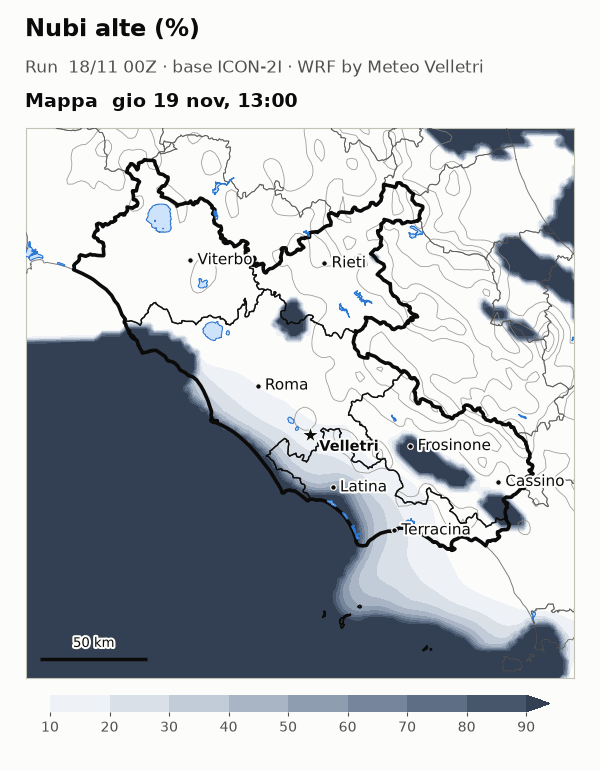 Nubi alte (%)
Run  18/11 00Z · base ICON-2I · WRF by Meteo Velletri
Mappa  gio 19 nov, 13:00
Viterbo
Rieti
Roma
Velletri
Frosinone
Latina
Cassino
Terracina
50 km
10 20 30 40 50 60 70 80 90